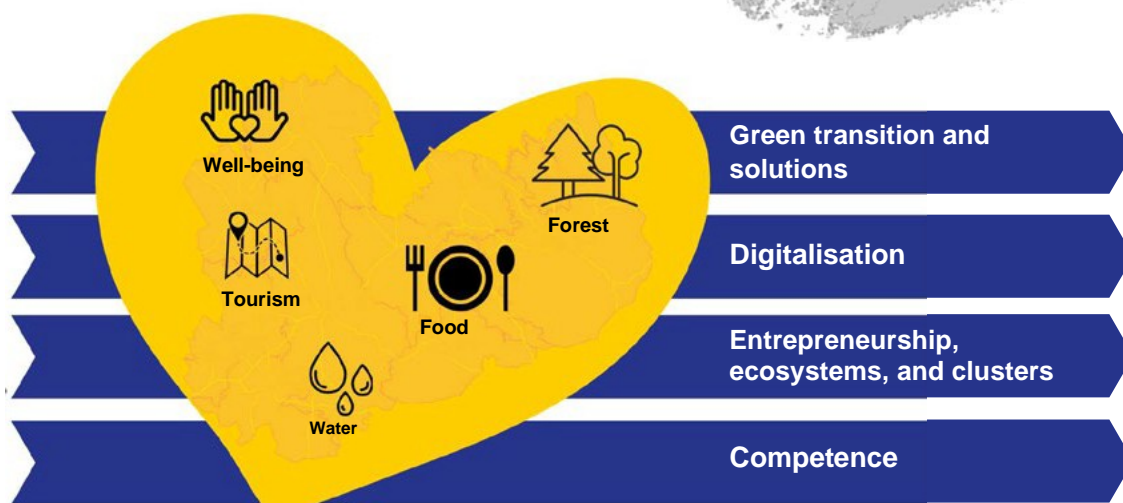 Well-being
Forest
Tourism
Food
Water
Green transition and
solutions
Digitalisation
Entrepreneurship,
ecosystems, and clusters
Competence